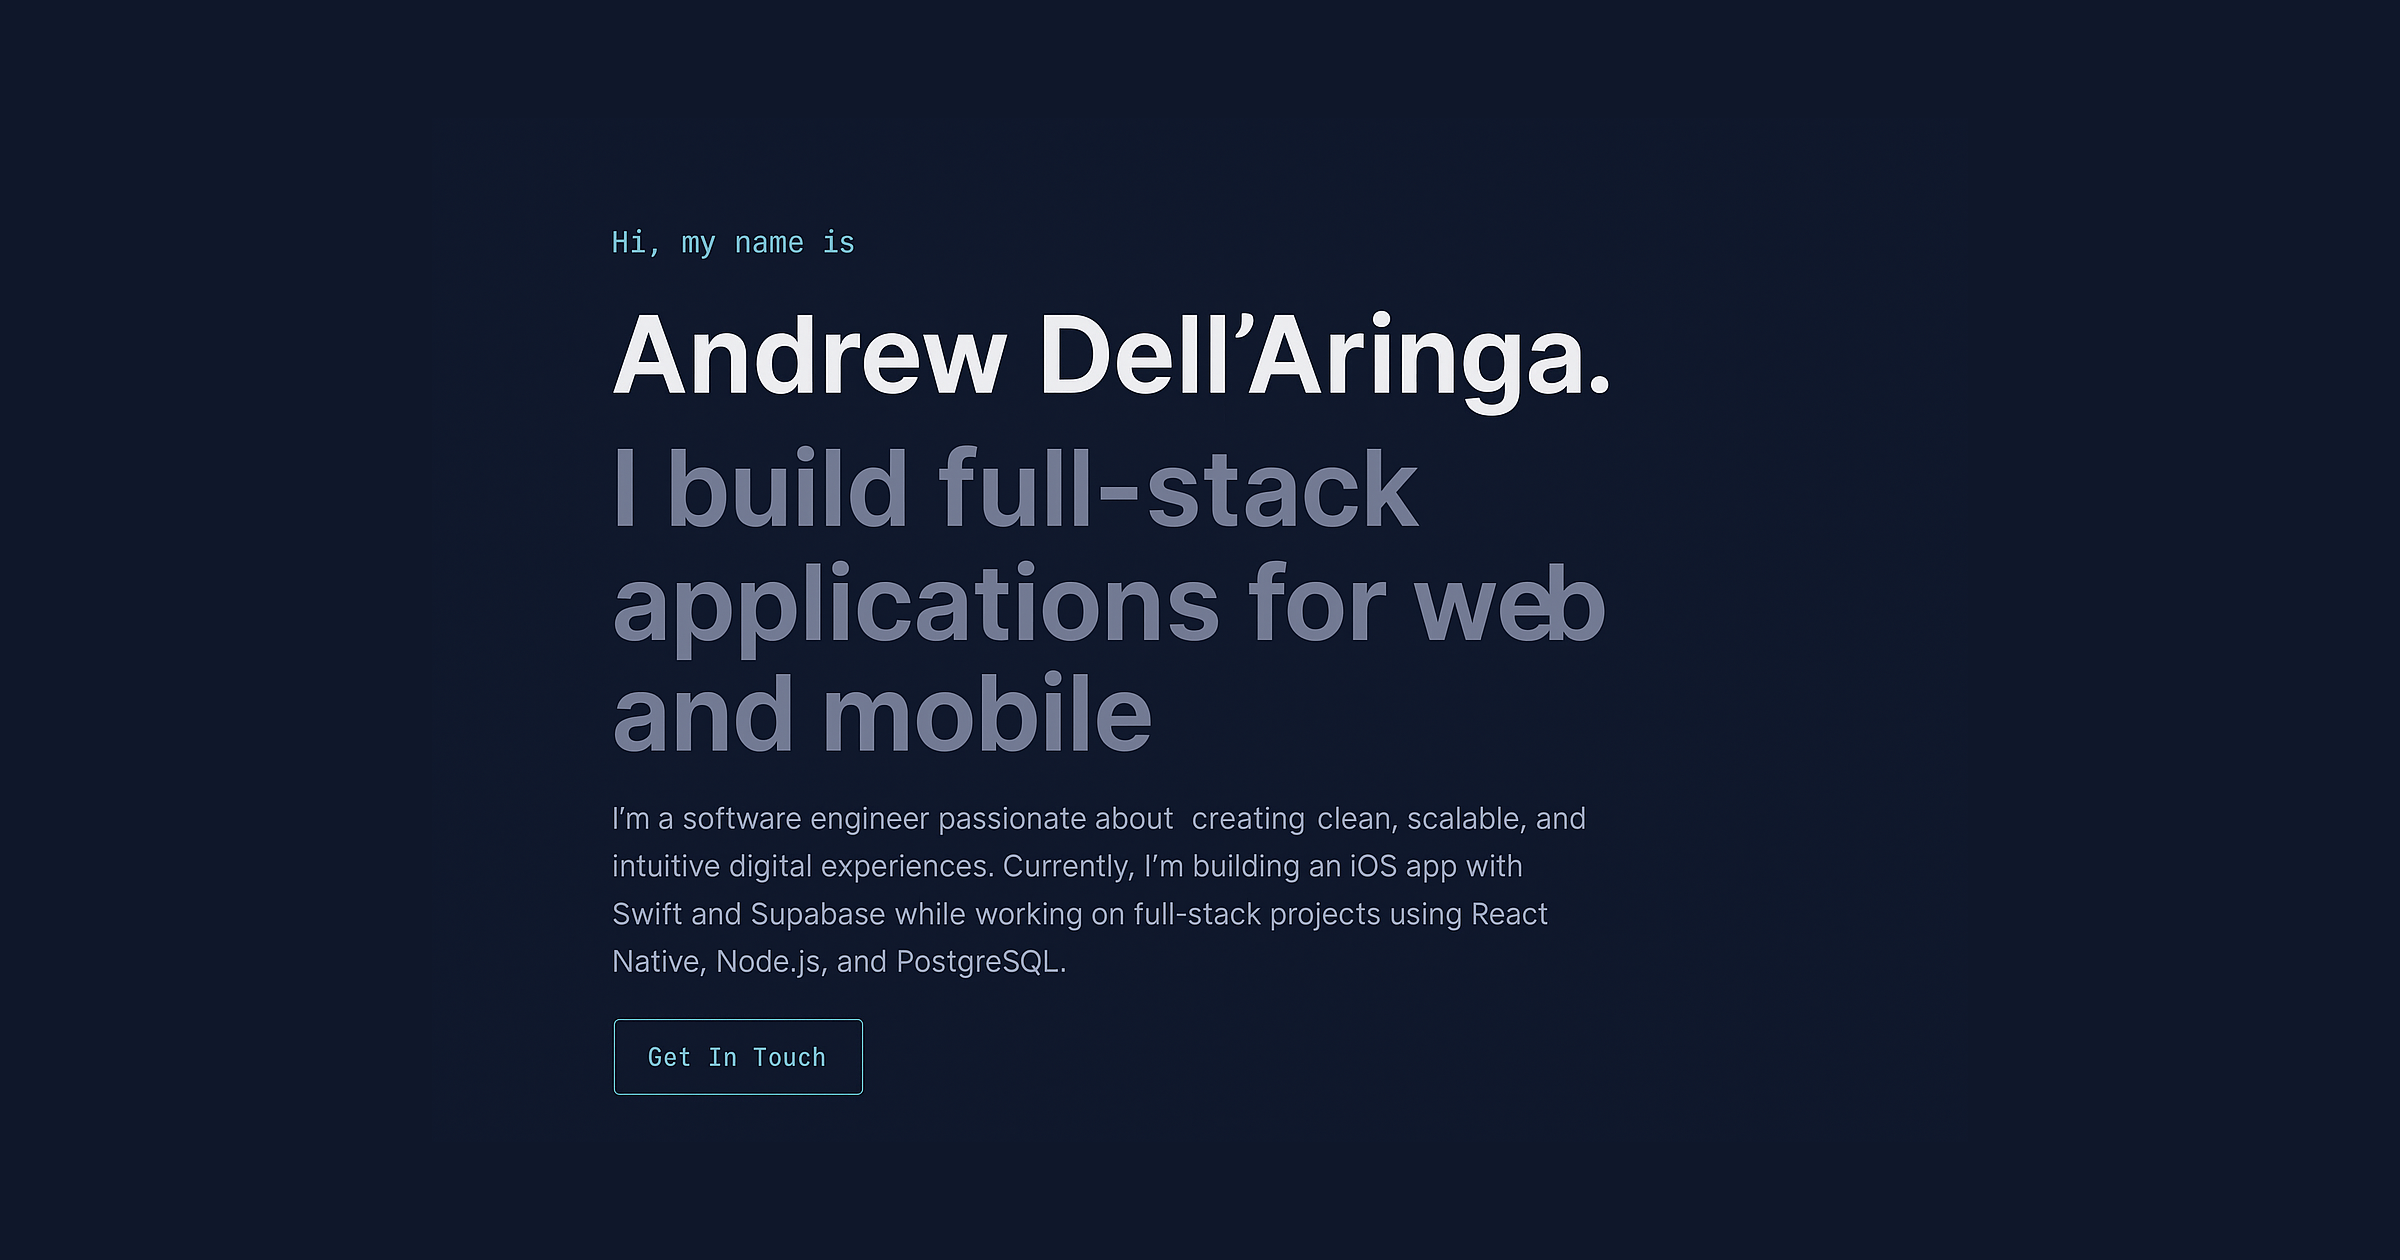 Hi, my name is
Andrew Dell’Aringa.
I build full-stack
applications for web
and mobile
I’m a software engineer passionate about creating clean, scalable, and
intuitive digital experiences. Currently, I’m building an iOS app with
Swift and Supabase while working on full-stack projects using React
Native, Node.js, and PostgreSQL.
Get In Touch